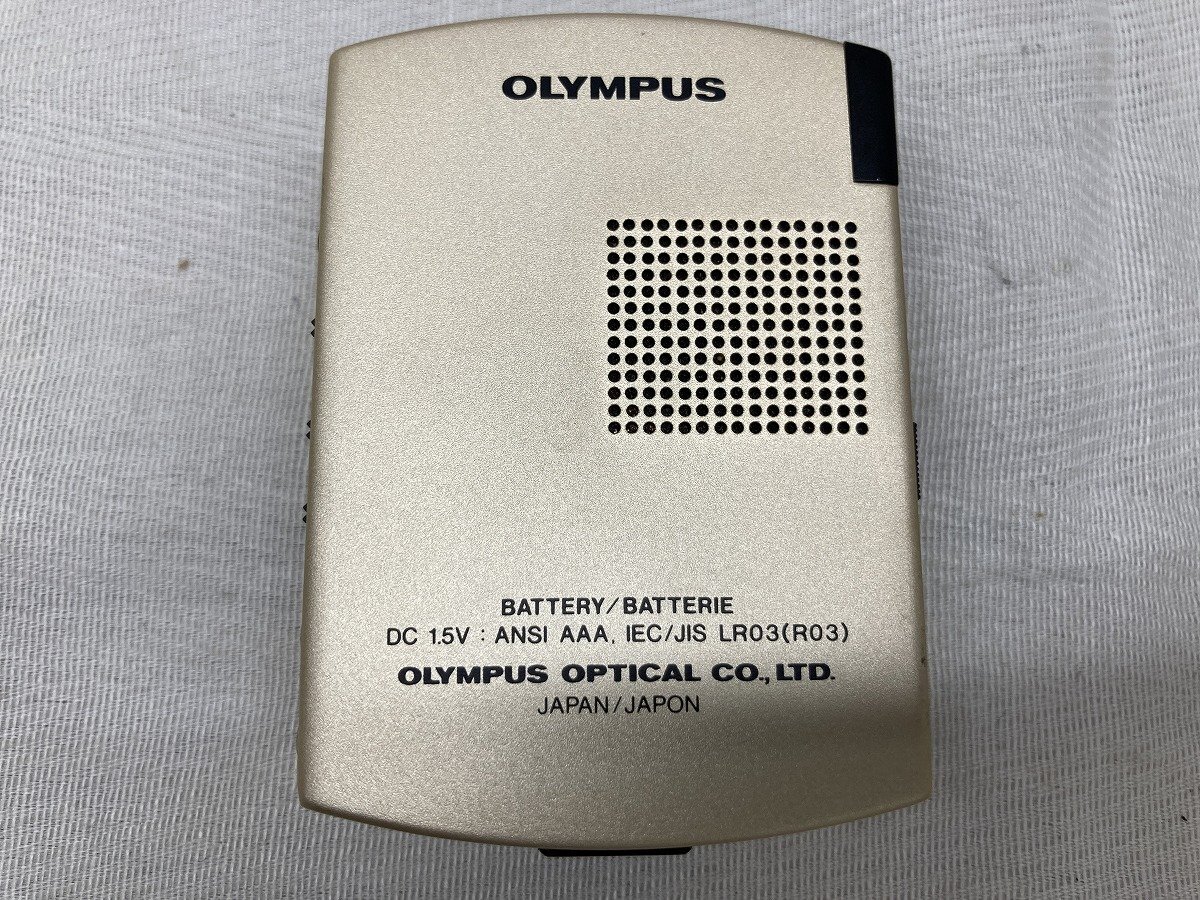 OLYMPUS
BATTERY/BATTERIE
DC 1.5V : ANSI AAA, IEC/JIS LR03(R03)
OLYMPUS OPTICAL CO., LTD.
JAPAN/JAPON